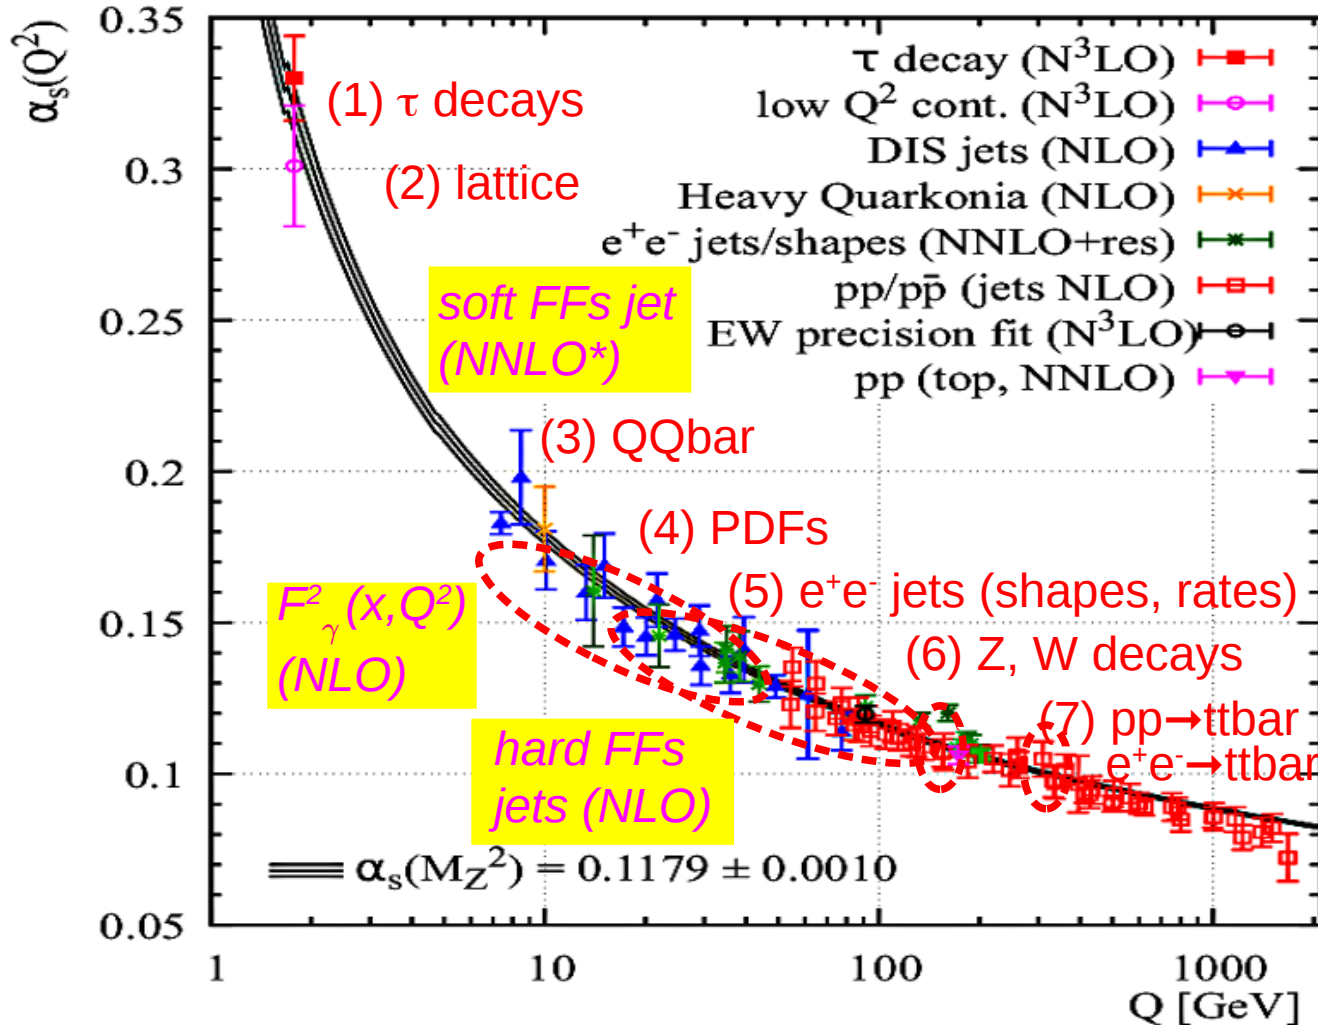 0.35
α_s(Q²)
τ decay (N³LO)
(1) τ decays
low Q² cont. (N³LO)
DIS jets (NLO)
0.3
(2) lattice
Heavy Quarkonia (NLO)
e⁺e⁻ jets/shapes (NNLO+res)
pp/pp̄ (jets NLO)
soft FFs jet
(NNLO*)
0.25
EW precision fit (N³LO)
pp (top, NNLO)
(3) QQbar
0.2
(4) PDFs
(5) e⁺e⁻ jets (shapes, rates)
F²_γ(x,Q²)
(NLO)
0.15
(6) Z, W decays
(7) pp→ttbar
e⁺e⁻→ttbar
hard FFs
jets (NLO)
0.1
α_s(M_Z²) = 0.1179 ± 0.0010
0.05
1 10 100 1000
Q [GeV]